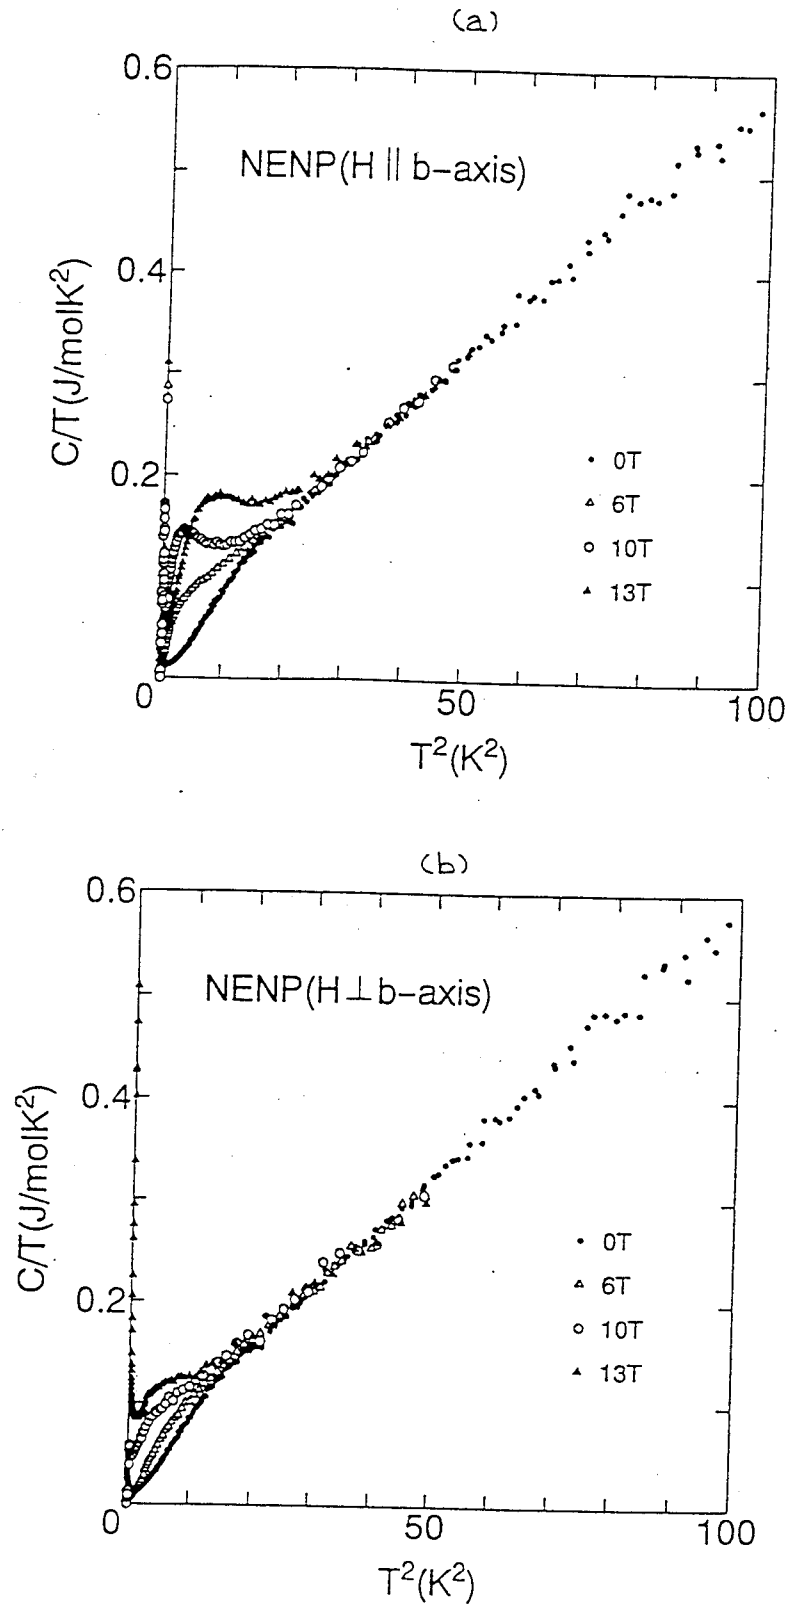 (a)
0.6
NENP(H || b-axis)
0.4
C/T(J/molK²)
0.2
0T
6T
10T
13T
0 50 100
T²(K²)
(b)
0.6
NENP(H⊥b-axis)
0.4
C/T(J/molK²)
0.2
0T
6T
10T
13T
0 50 100
T²(K²)